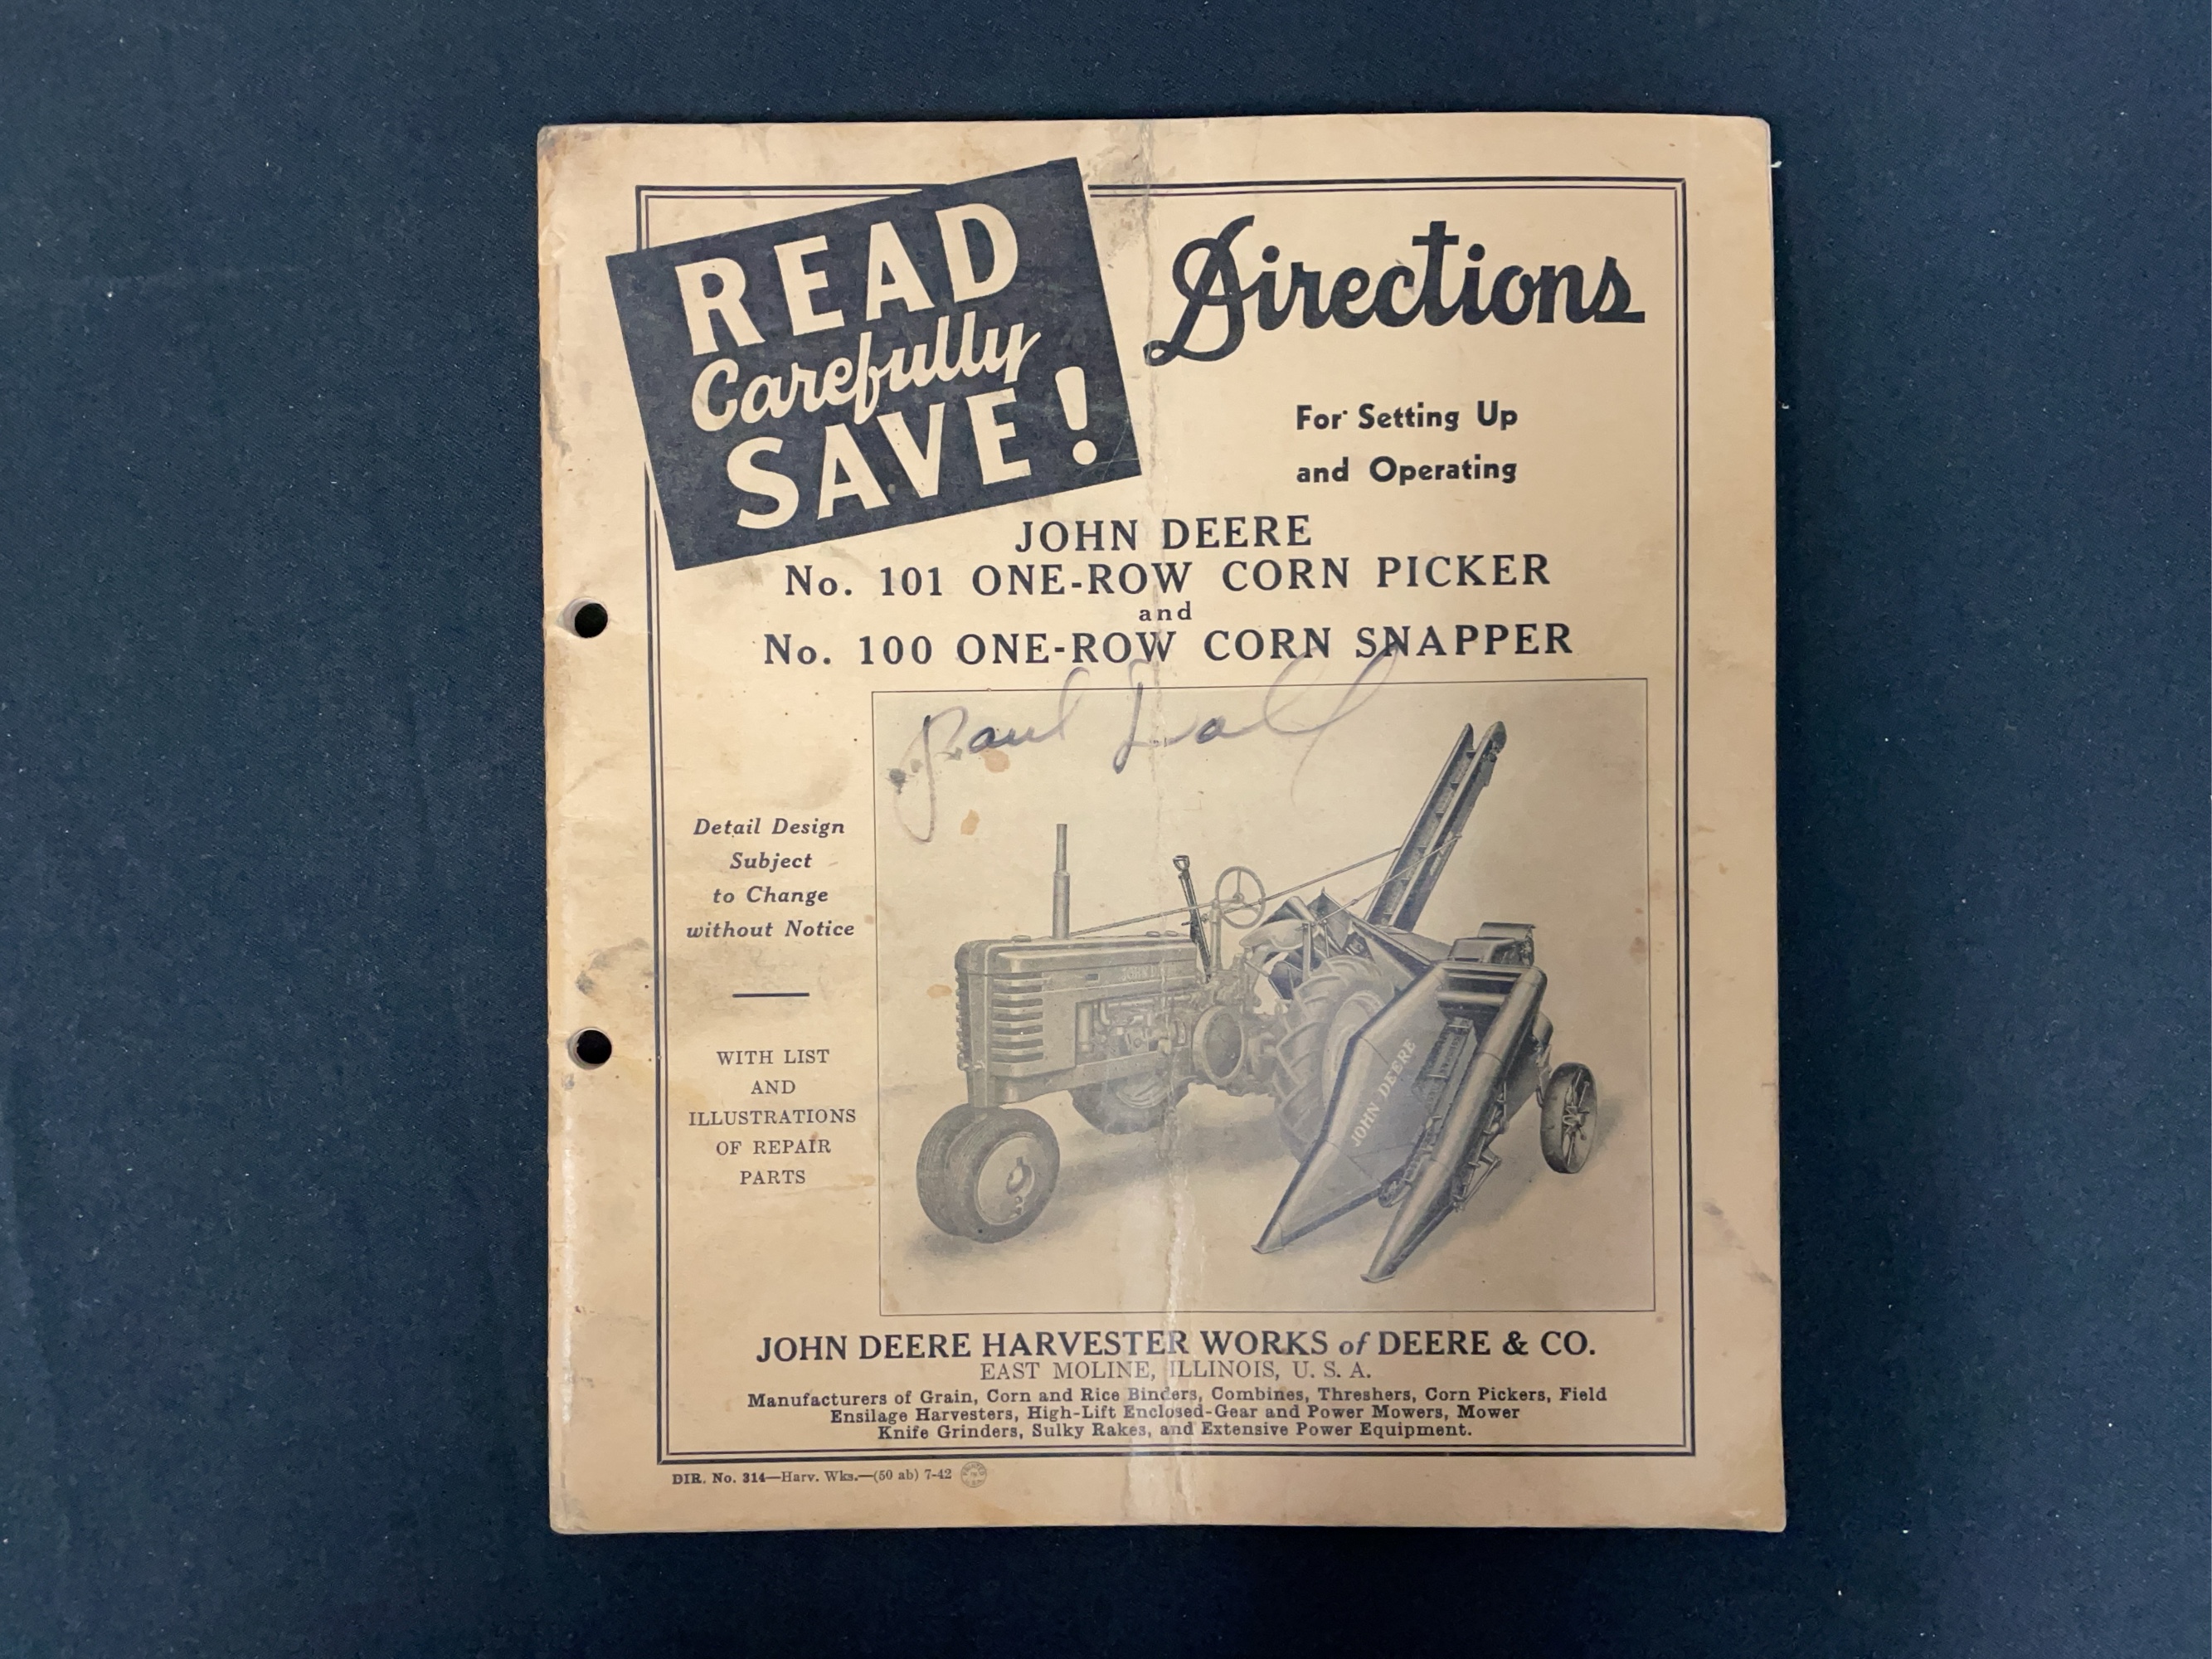 READ
Carefully
SAVE!
Directions
For Setting Up
and Operating
JOHN DEERE
No. 101 ONE-ROW CORN PICKER
and
No. 100 ONE-ROW CORN SNAPPER
Paul
Detail Design
Subject
to Change
without Notice
WITH LIST
AND
ILLUSTRATIONS
OF REPAIR
PARTS
JOHN DEERE
JOHN DEERE HARVESTER WORKS of DEERE & CO.
EAST MOLINE, ILLINOIS, U. S. A.
Manufacturers of Grain, Corn and Rice Binders, Combines, Threshers, Corn Pickers, Field
Ensilage Harvesters, High-Lift Enclosed-Gear and Power Mowers, Mower
Knife Grinders, Sulky Rakes, and Extensive Power Equipment.
DIR. No. 314—Harv. Wks.—(50 ab) 7-42